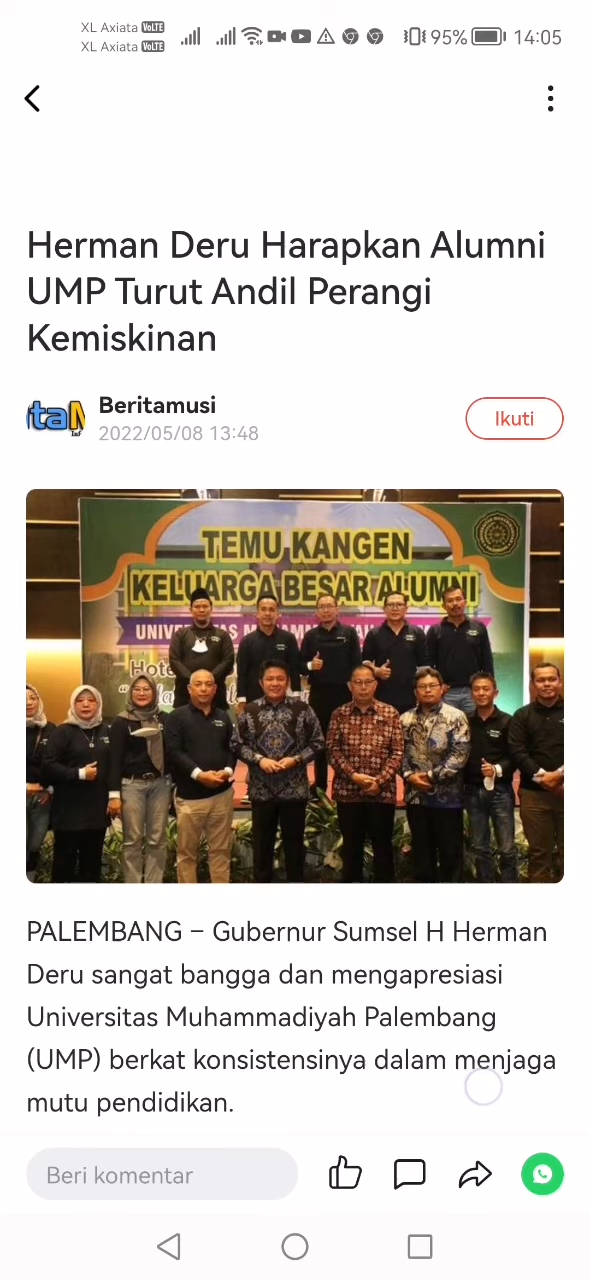 XL Axiata VoLTE
XL Axiata VoLTE
95% 14:05
Herman Deru Harapkan Alumni
UMP Turut Andil Perangi
Kemiskinan
Beritamusi
2022/05/08 13:48
Ikuti
TEMU KANGEN
KELUARGA BESAR ALUMNI
PALEMBANG – Gubernur Sumsel H Herman
Deru sangat bangga dan mengapresiasi
Universitas Muhammadiyah Palembang
(UMP) berkat konsistensinya dalam menjaga
mutu pendidikan.
Beri komentar